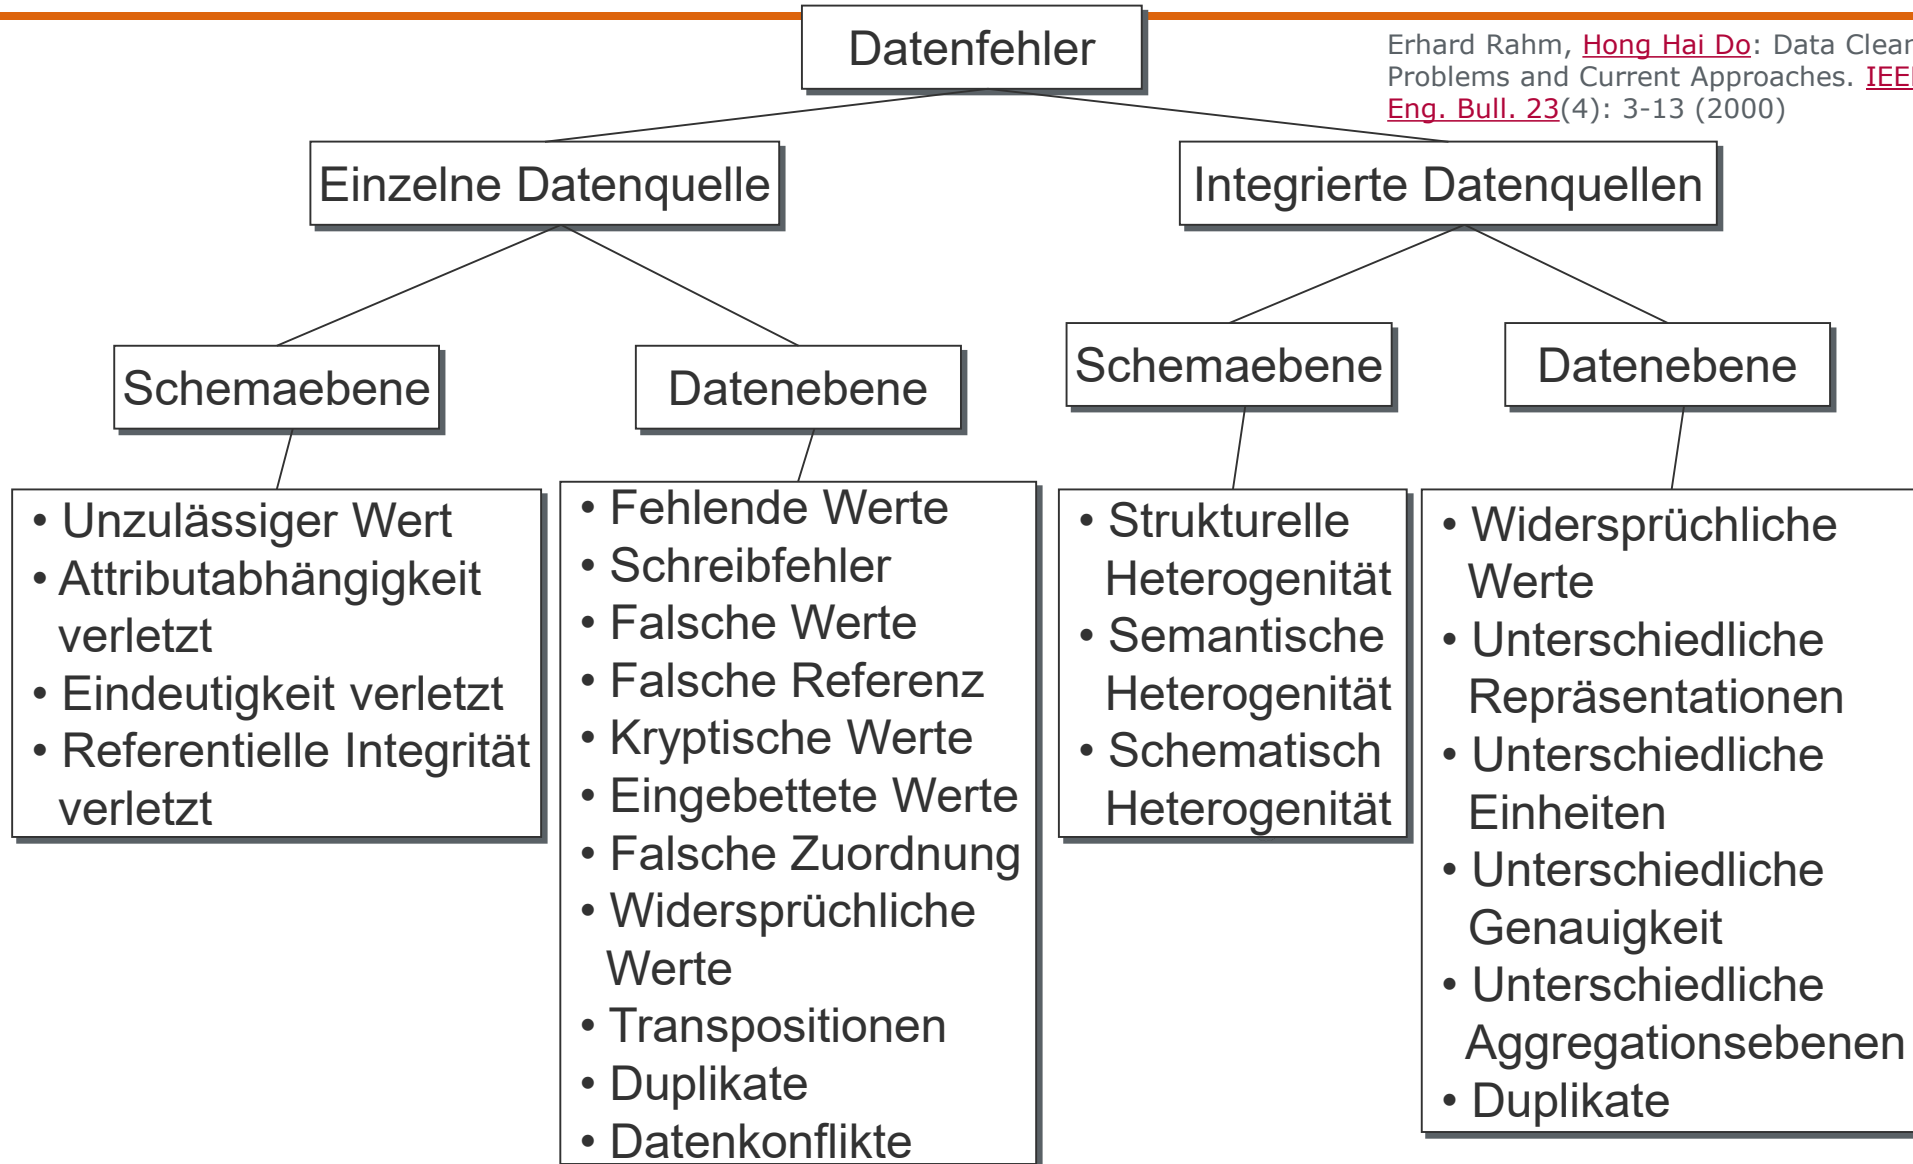 Datenfehler
Erhard Rahm, Hong Hai Do: Data
Problems and Current Approaches.
Eng. Bull. 23(4): 3-13 (2000)
Einzelne Datenquelle
Integrierte Datenquellen
Schemaebene
Datenebene
Schemaebene
Datenebene
• Unzulässiger Wert
• Attributabhängigkeit
verletzt
• Eindeutigkeit verletzt
• Referentielle Integrität
verletzt
• Fehlende Werte
• Schreibfehler
• Falsche Werte
• Falsche Referenz
• Kryptische Werte
• Eingebettete Werte
• Falsche Zuordnung
• Widersprüchliche
Werte
• Transpositionen
• Duplikate
• Datenkonflikte
• Strukturelle
Heterogenität
• Semantische
Heterogenität
• Schematisch
Heterogenität
• Widersprüchliche
Werte
• Unterschiedliche
Repräsentationen
• Unterschiedliche
Einheiten
• Unterschiedliche
Genauigkeit
• Unterschiedliche
Aggregationsebenen
• Duplikate